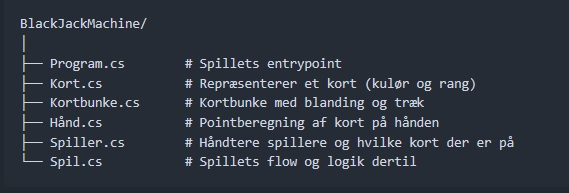 BlackJackMachine/
│
├── Program.cs        # Spillets entrypoint
├── Kort.cs           # Repræsenterer et kort (kulør og rang)
├── Kortbunke.cs      # Kortbunke med blanding og træk
├── Hånd.cs           # Pointberegning af kort på hånden
├── Spiller.cs        # Håndtere spillere og hvilke kort der er på
└── Spil.cs           # Spillets flow og logik dertil